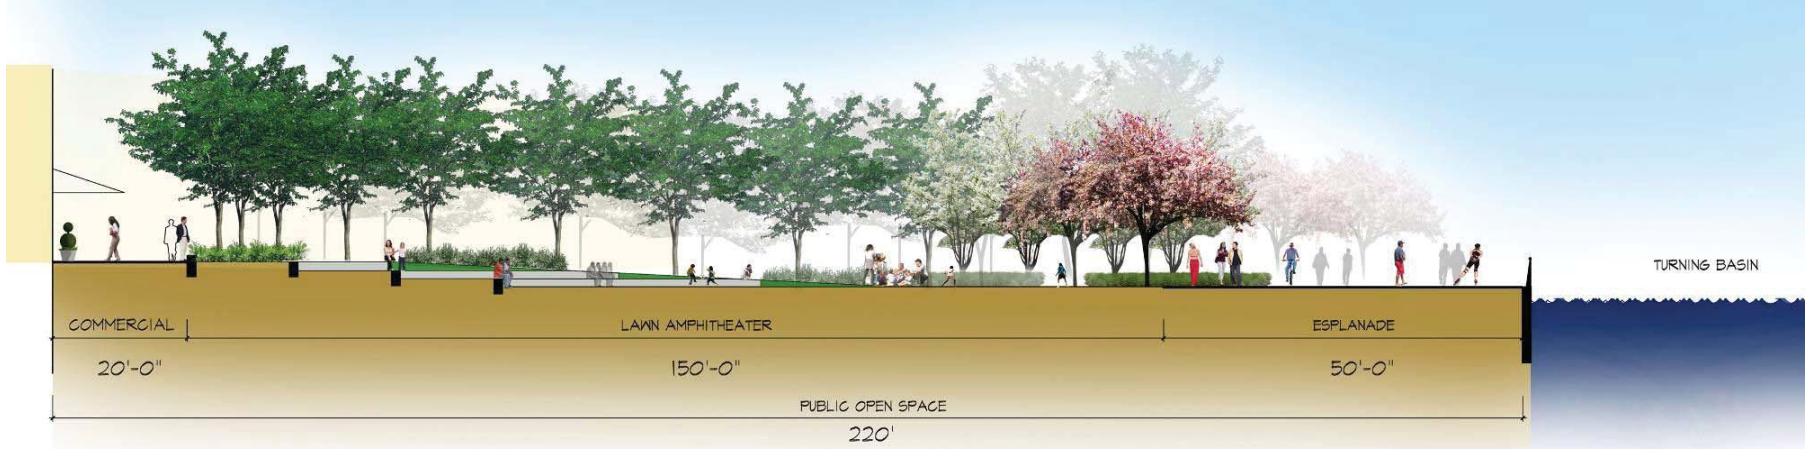 TURNING BASIN
COMMERCIAL
LAWN AMPHITHEATER
ESPLANADE
20'-0"
150'-0"
50'-0"
PUBLIC OPEN SPACE
220'